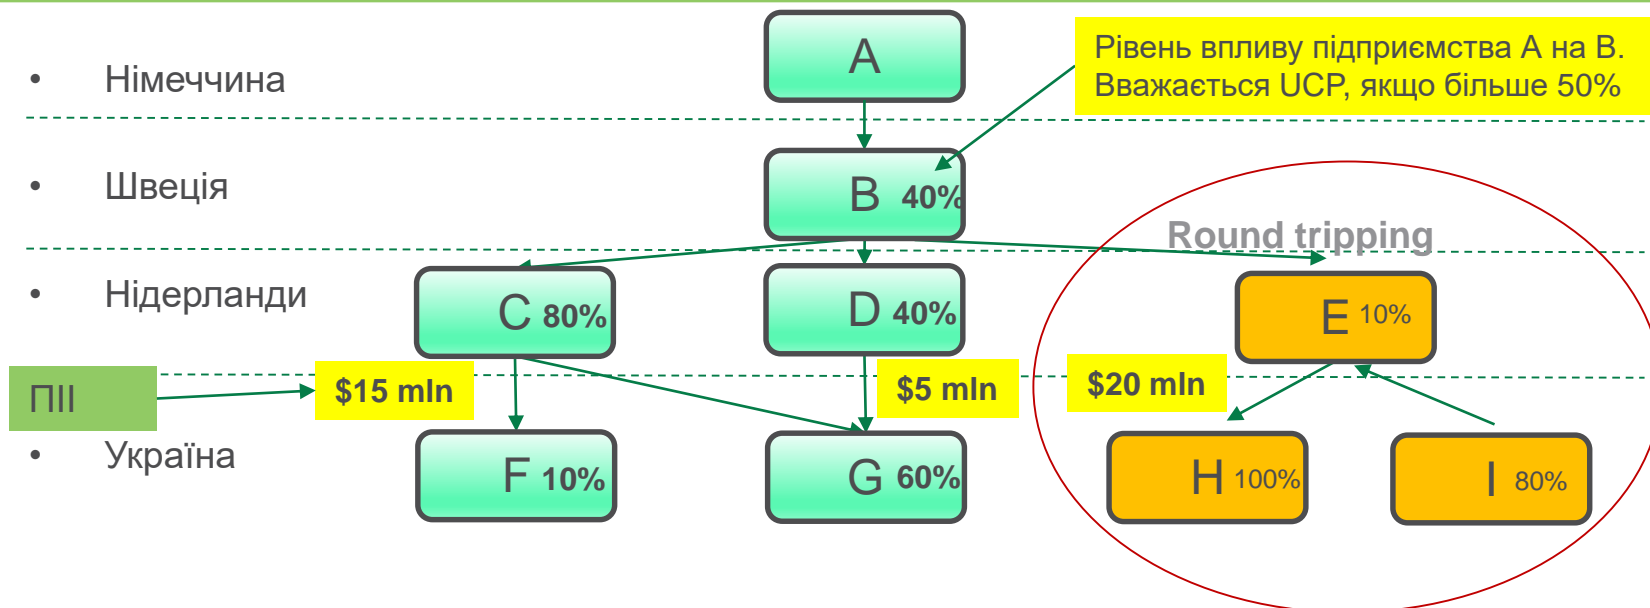 A
Рівень впливу підприємства А на В.
Вважається UCP, якщо більше 50%
• Німеччина
• Швеція
B 40%
Round tripping
• Нідерланди
C 80%
D 40%
E 10%
ПІІ
$15 mln
$5 mln
$20 mln
• Україна
F 10%
G 60%
H 100%
I 80%